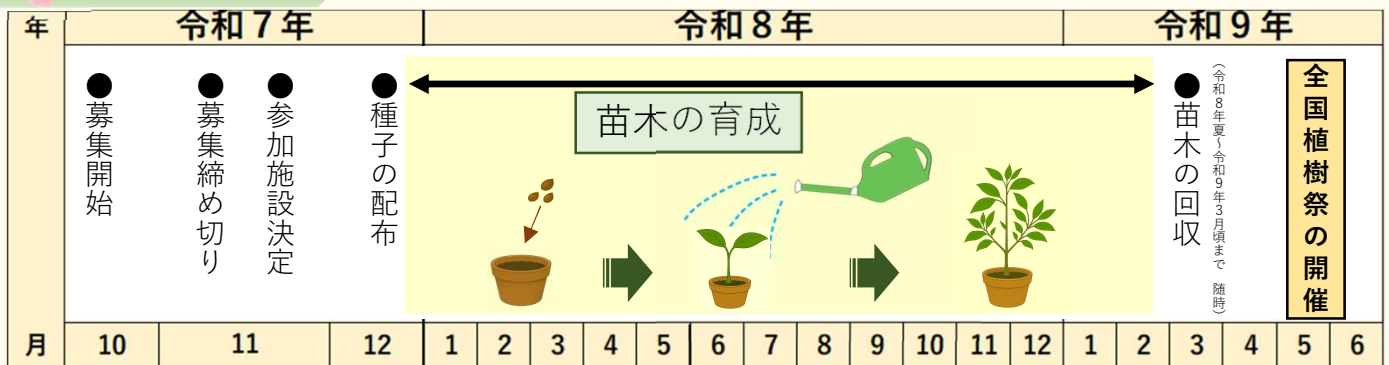 年 令和7年 令和8年 令和9年
●募集開始
●募集締め切り
●参加施設決定
●種子の配布
苗木の育成
●苗木の回収
（令和8年夏～令和9年3月頃まで　随時）
全国植樹祭の開催
月 10 11 12 1 2 3 4 5 6 7 8 9 10 11 12 1 2 3 4 5 6